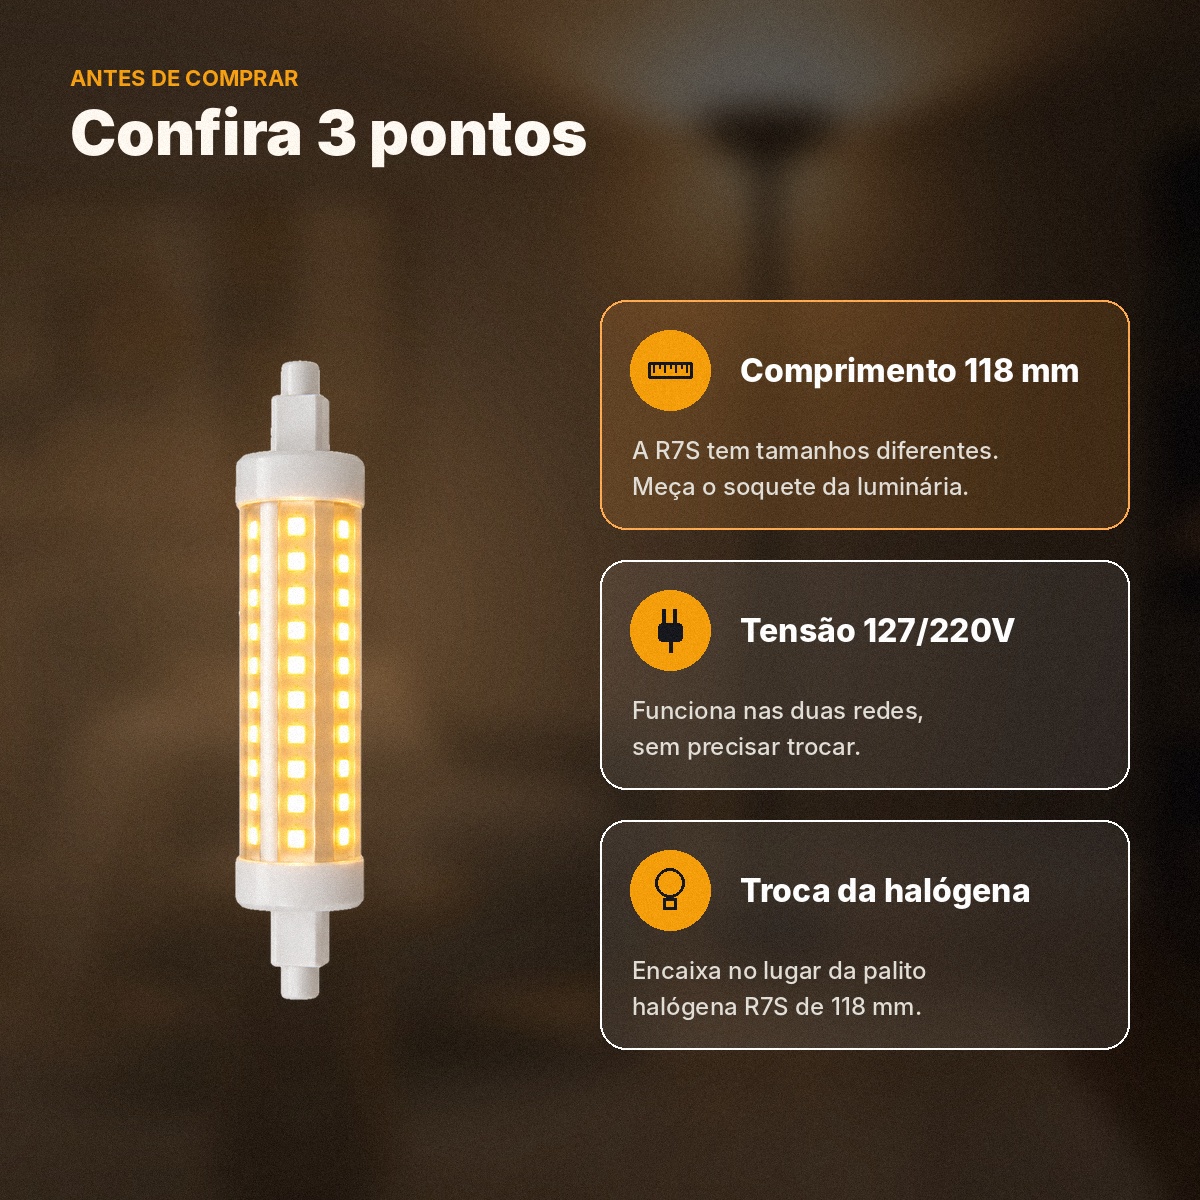 ANTES DE COMPRAR
Confira 3 pontos
Comprimento 118 mm
A R7S tem tamanhos diferentes.
Meça o soquete da luminária.
Tensão 127/220V
Funciona nas duas redes,
sem precisar trocar.
Troca da halógena
Encaixa no lugar da palito
halógena R7S de 118 mm.